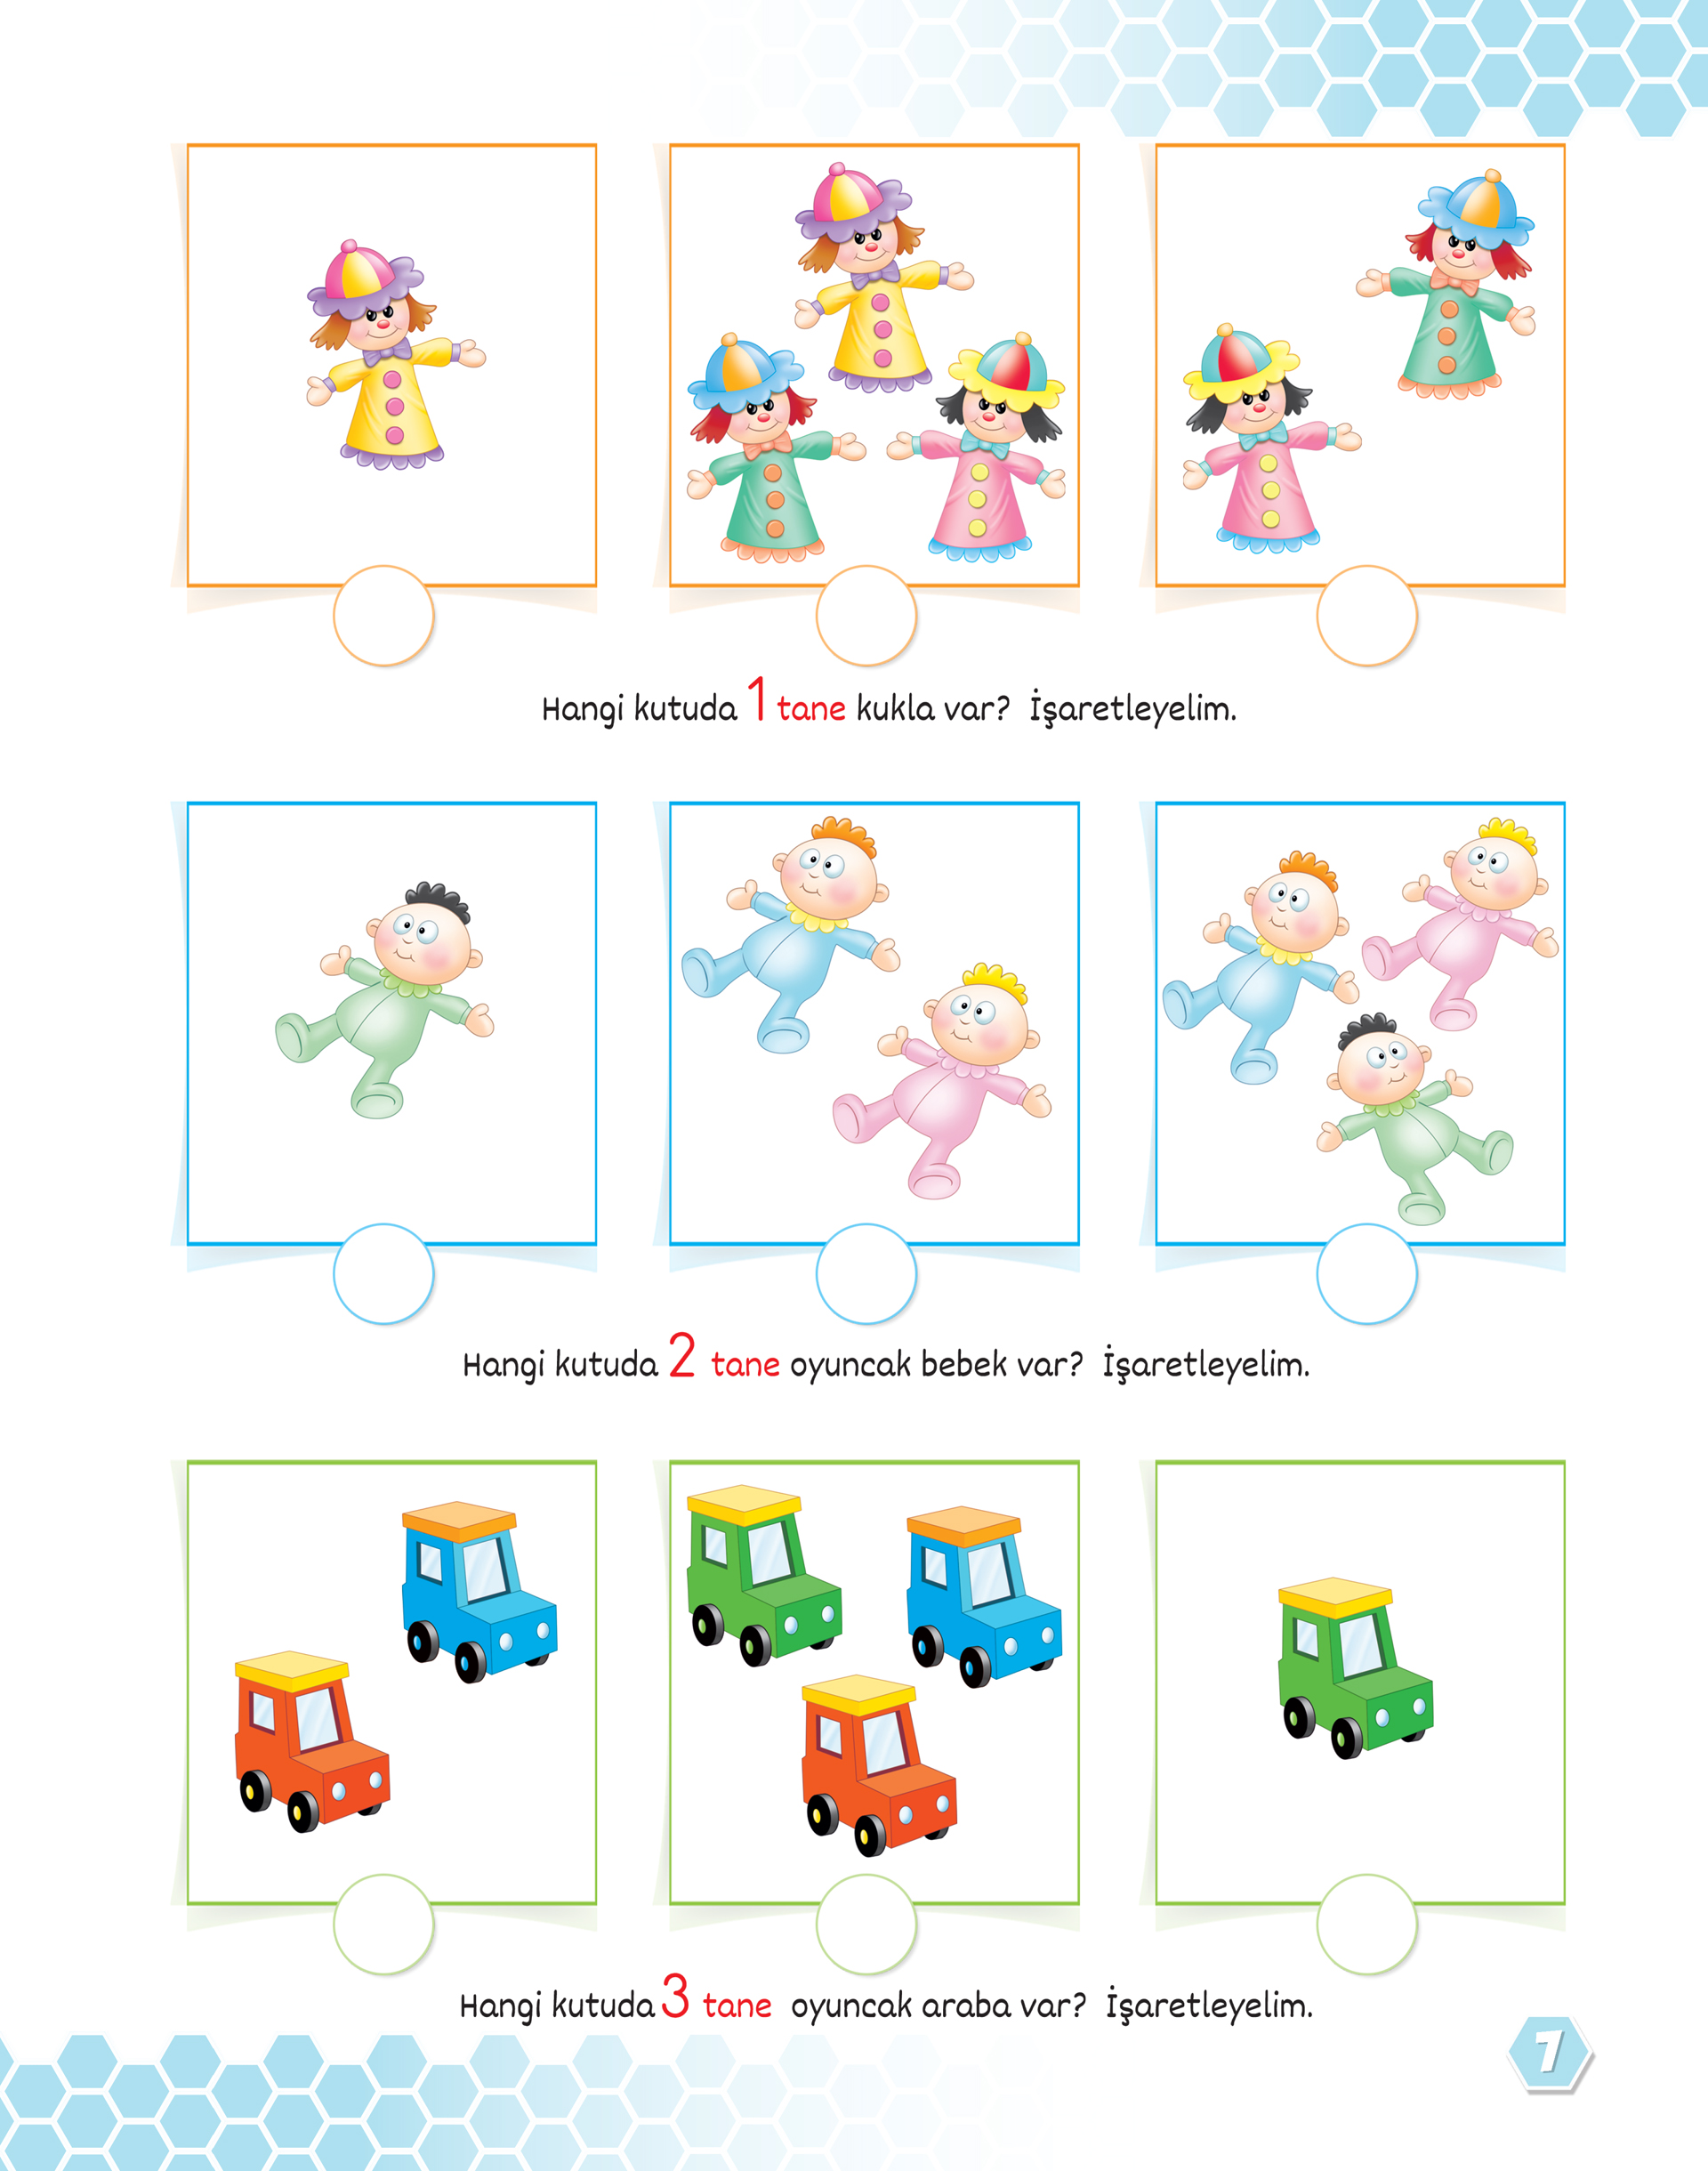 Hangi kutuda 1 tane kukla var? İşaretleyelim.
Hangi kutuda 2 tane oyuncak bebek var? İşaretleyelim.
Hangi kutuda 3 tane oyuncak araba var? İşaretleyelim.
7